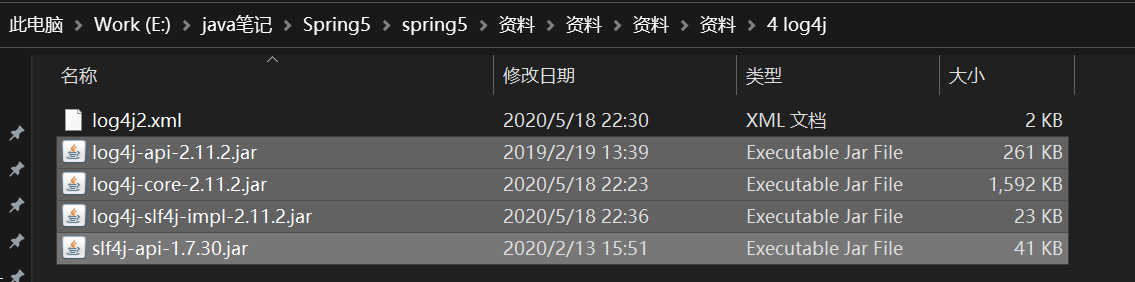 此电脑 > Work (E:) > java笔记 > Spring5 > spring5 > 资料 > 资料 > 资料 > 资料 > 4 log4j
名称 修改日期 类型 大小
log4j2.xml 2020/5/18 22:30 XML 文档 2 KB
log4j-api-2.11.2.jar 2019/2/19 13:39 Executable Jar File 261 KB
log4j-core-2.11.2.jar 2020/5/18 22:23 Executable Jar File 1,592 KB
log4j-slf4j-impl-2.11.2.jar 2020/5/18 22:36 Executable Jar File 23 KB
slf4j-api-1.7.30.jar 2020/2/13 15:51 Executable Jar File 41 KB